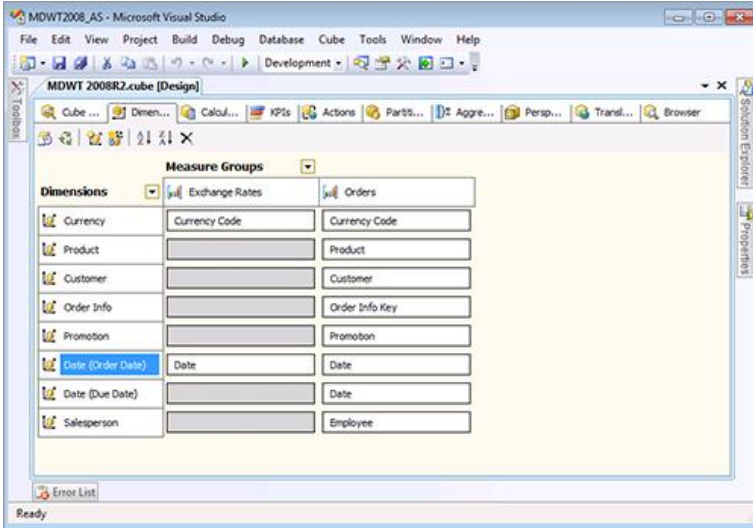 MDWT2008_AS - Microsoft Visual Studio
File Edit View Project Build Debug Database Cube Tools Window Help
Development
MDWT 2008R2.cube [Design]
Cube ... Dimen... Calcul... KPIs Actions Partiti... Aggre... Persp... Transl... Browser
Measure Groups
Dimensions Exchange Rates Orders
Currency Currency Code Currency Code
Product Product
Customer Customer
Order Info Order Info Key
Promotion Promotion
Date (Order Date) Date Date
Date (Due Date) Date
Salesperson Employee
Error List
Ready
Toolbox
Solution Explorer
Properties